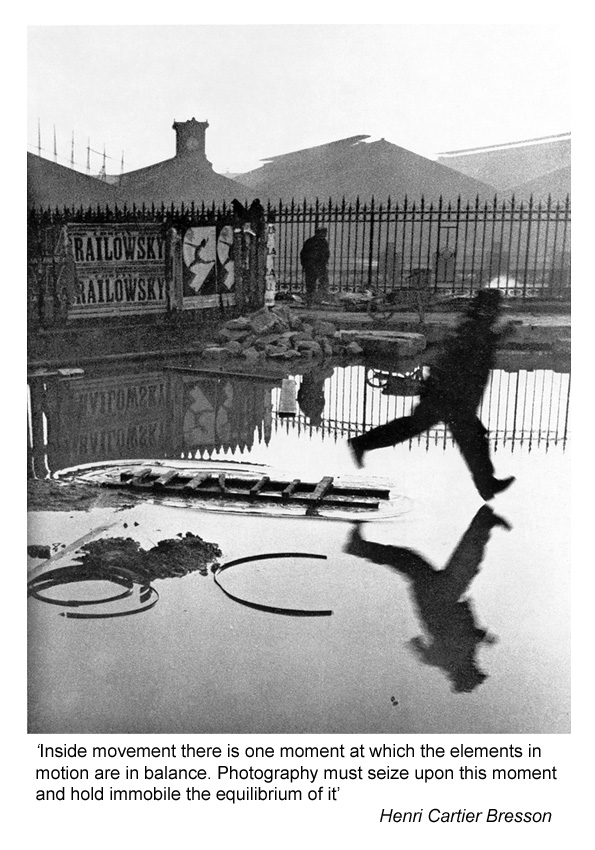 RAILOWSKY
RAILOWSKY
‘Inside movement there is one moment at which the elements in
motion are in balance. Photography must seize upon this moment
and hold immobile the equilibrium of it’
Henri Cartier Bresson